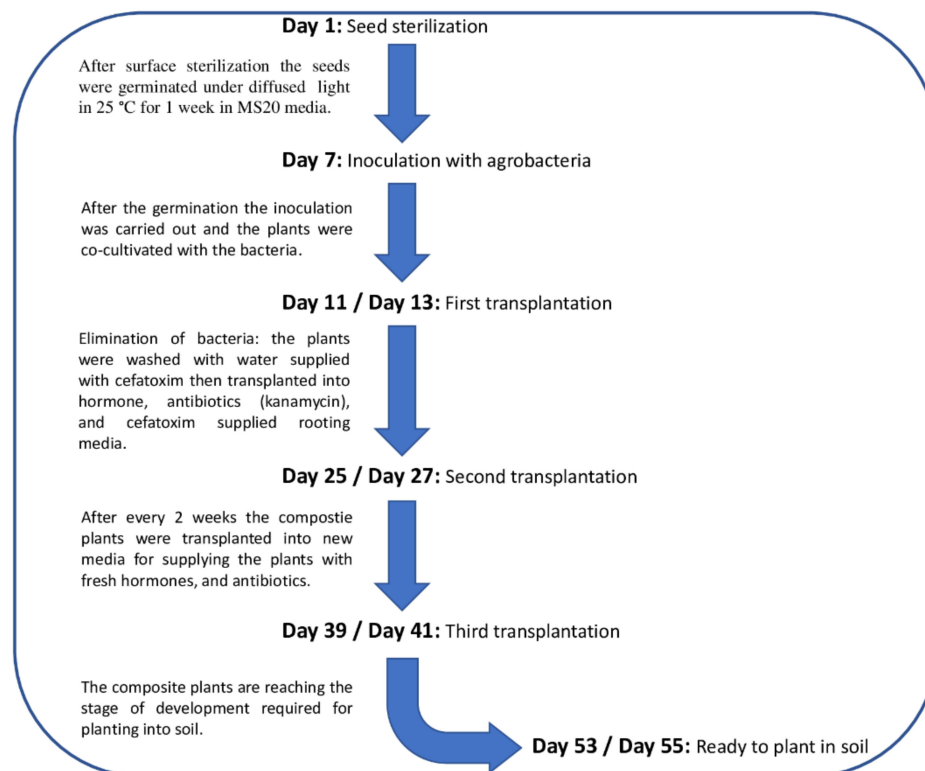 Day 1: Seed sterilization
After surface sterilization the seeds
were germinated under diffused light
in 25 °C for 1 week in MS20 media.
Day 7: Inoculation with agrobacteria
After the germination the inoculation
was carried out and the plants were
co-cultivated with the bacteria.
Day 11 / Day 13: First transplantation
Elimination of bacteria: the plants
were washed with water supplied
with cefatoxim then transplanted into
hormone, antibiotics (kanamycin),
and cefatoxim supplied rooting
media.
Day 25 / Day 27: Second transplantation
After every 2 weeks the compostie
plants were transplanted into new
media for supplying the plants with
fresh hormones, and antibiotics.
Day 39 / Day 41: Third transplantation
The composite plants are reaching the
stage of development required for
planting into soil.
Day 53 / Day 55: Ready to plant in soil